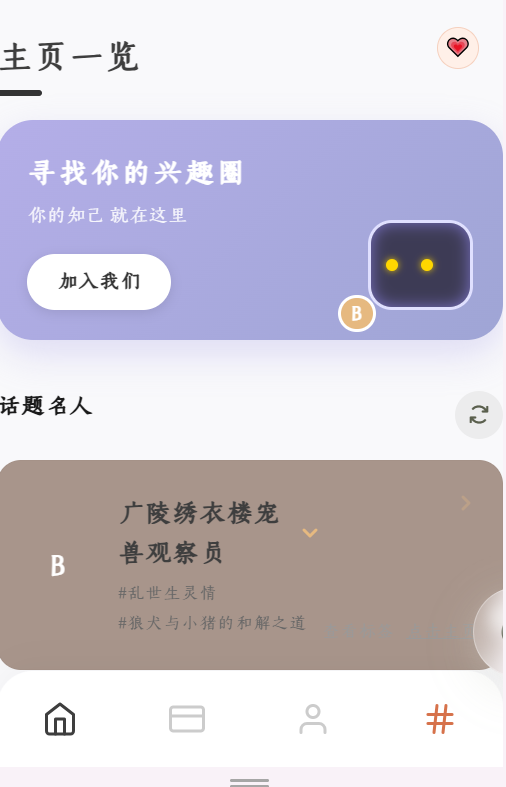 主页一览
寻找你的兴趣圈
你的知己 就在这里
加入我们
B
话题名人
广陵绣衣楼宠
兽观察员
B
#乱世生灵情
#狼犬与小猪的和解之道